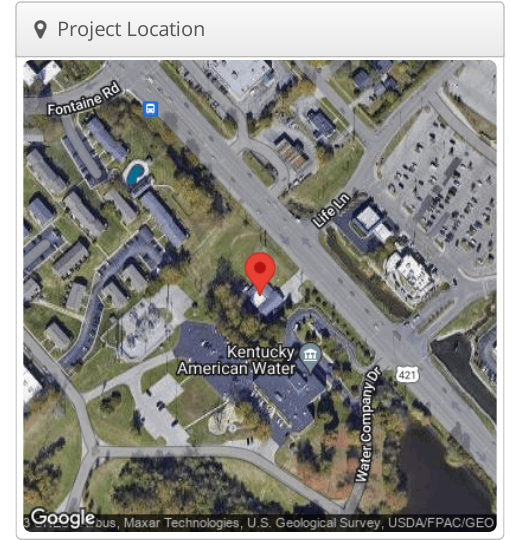 Project Location
Fontaine Rd
Life Ln
Kentucky
American Water
421
Water Company Dr
Google
Maxar Technologies, U.S. Geological Survey, USDA/FPAC/GEO